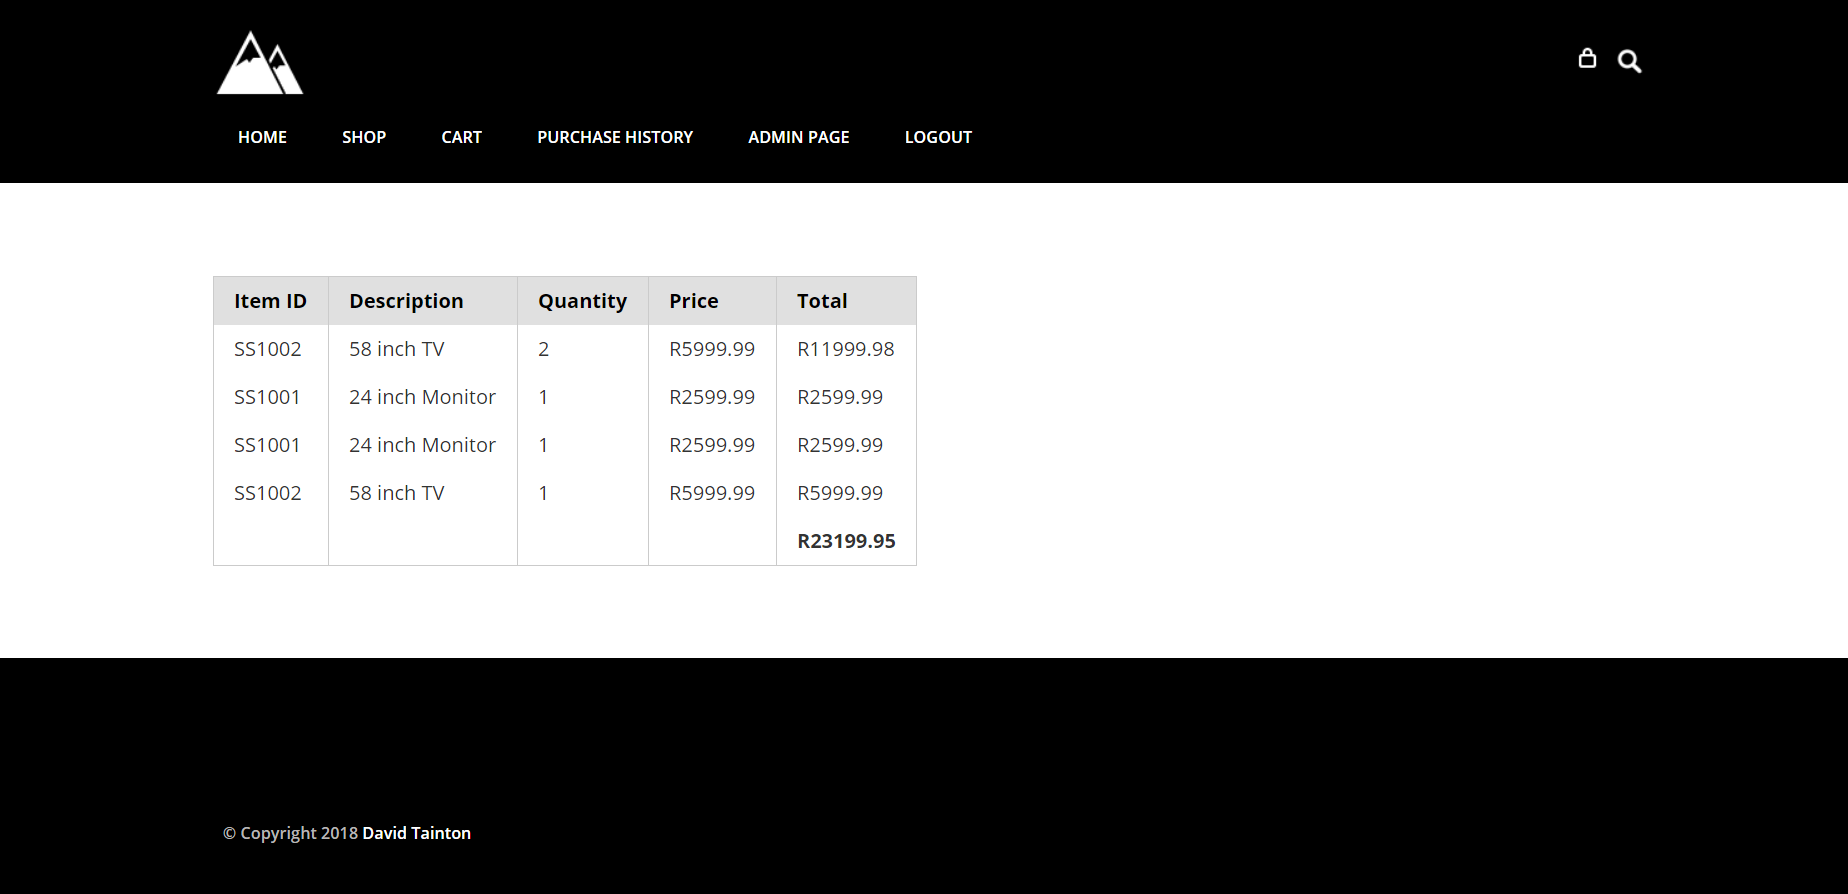 HOME SHOP CART PURCHASE HISTORY ADMIN PAGE LOGOUT
Item ID Description Quantity Price Total
SS1002 58 inch TV 2 R5999.99 R11999.98
SS1001 24 inch Monitor 1 R2599.99 R2599.99
SS1001 24 inch Monitor 1 R2599.99 R2599.99
SS1002 58 inch TV 1 R5999.99 R5999.99
R23199.95
© Copyright 2018 David Tainton